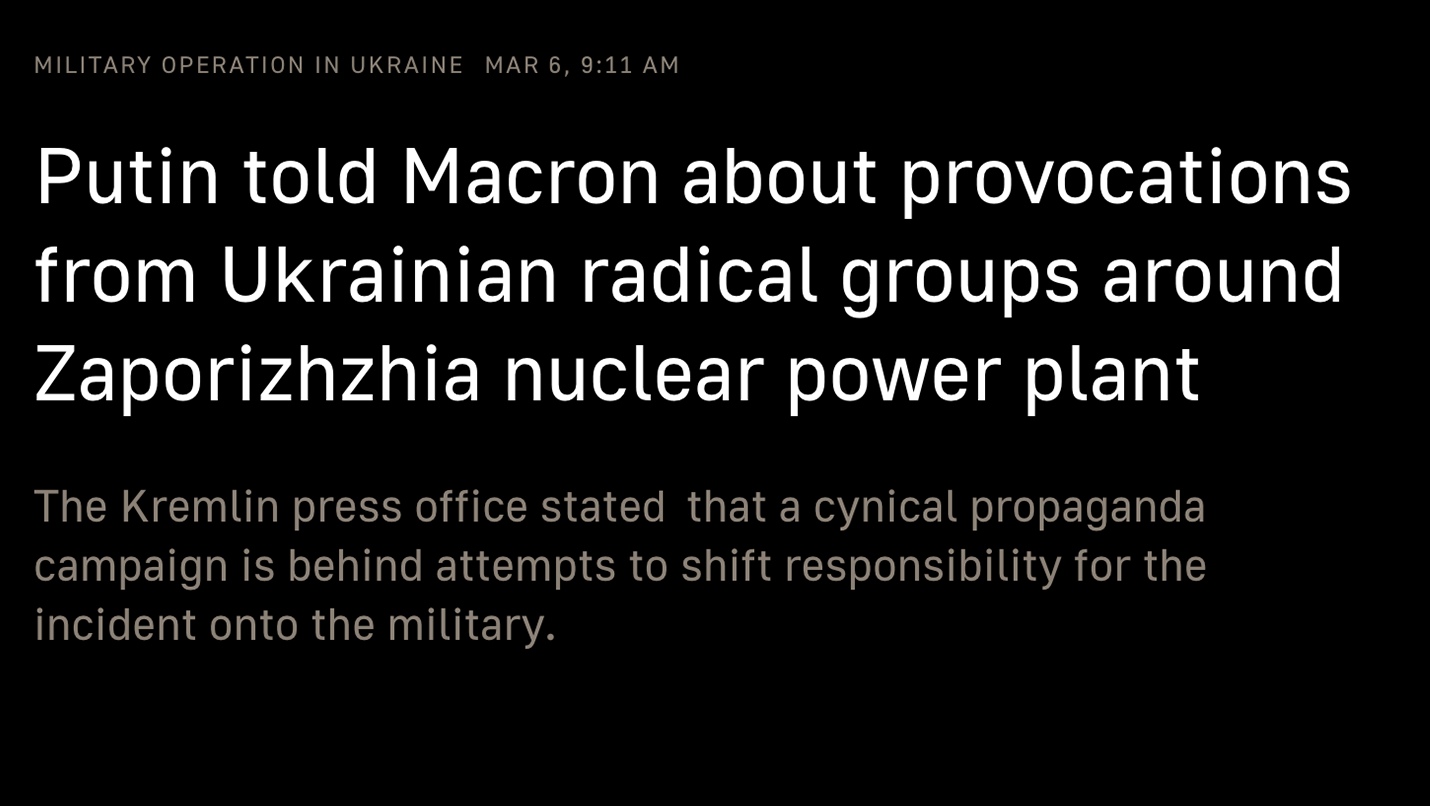 MILITARY OPERATION IN UKRAINE MAR 6, 9:11 AM
Putin told Macron about provocations
from Ukrainian radical groups around
Zaporizhzhia nuclear power plant
The Kremlin press office stated  that a cynical propaganda
campaign is behind attempts to shift responsibility for the
incident onto the military.